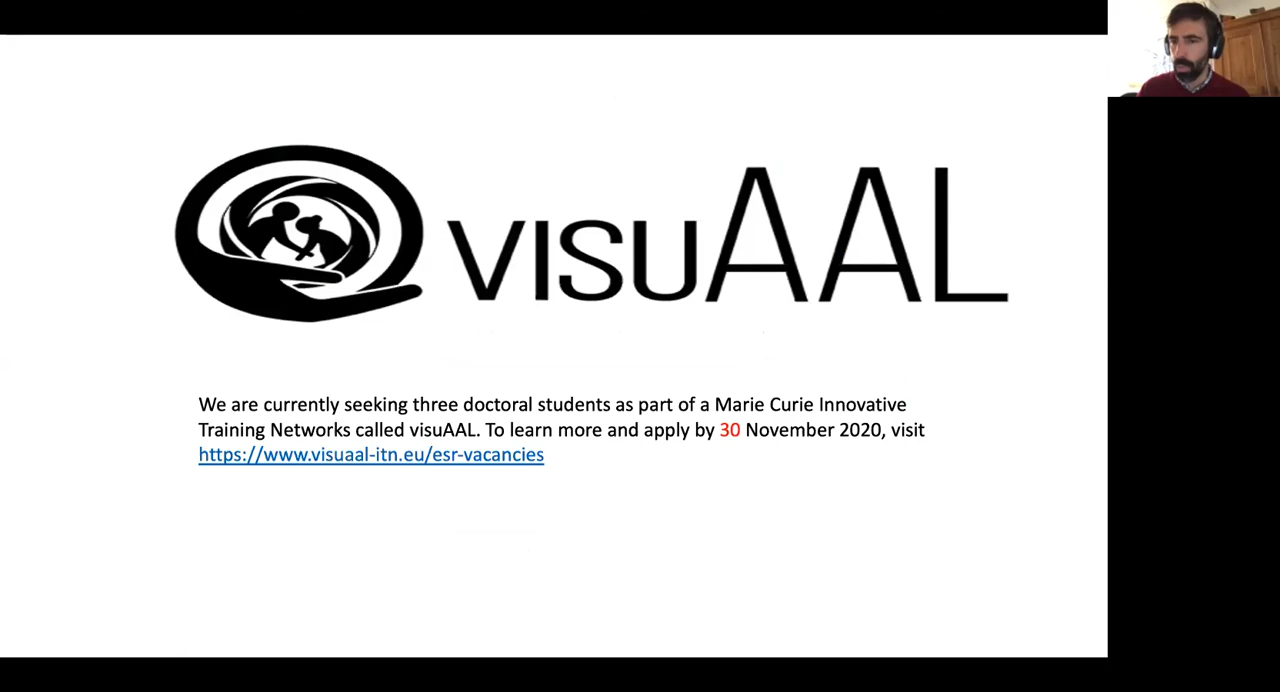 visuAAL
We are currently seeking three doctoral students as part of a Marie Curie Innovative
Training Networks called visuAAL. To learn more and apply by 30 November 2020, visit
https://www.visuaal-itn.eu/esr-vacancies